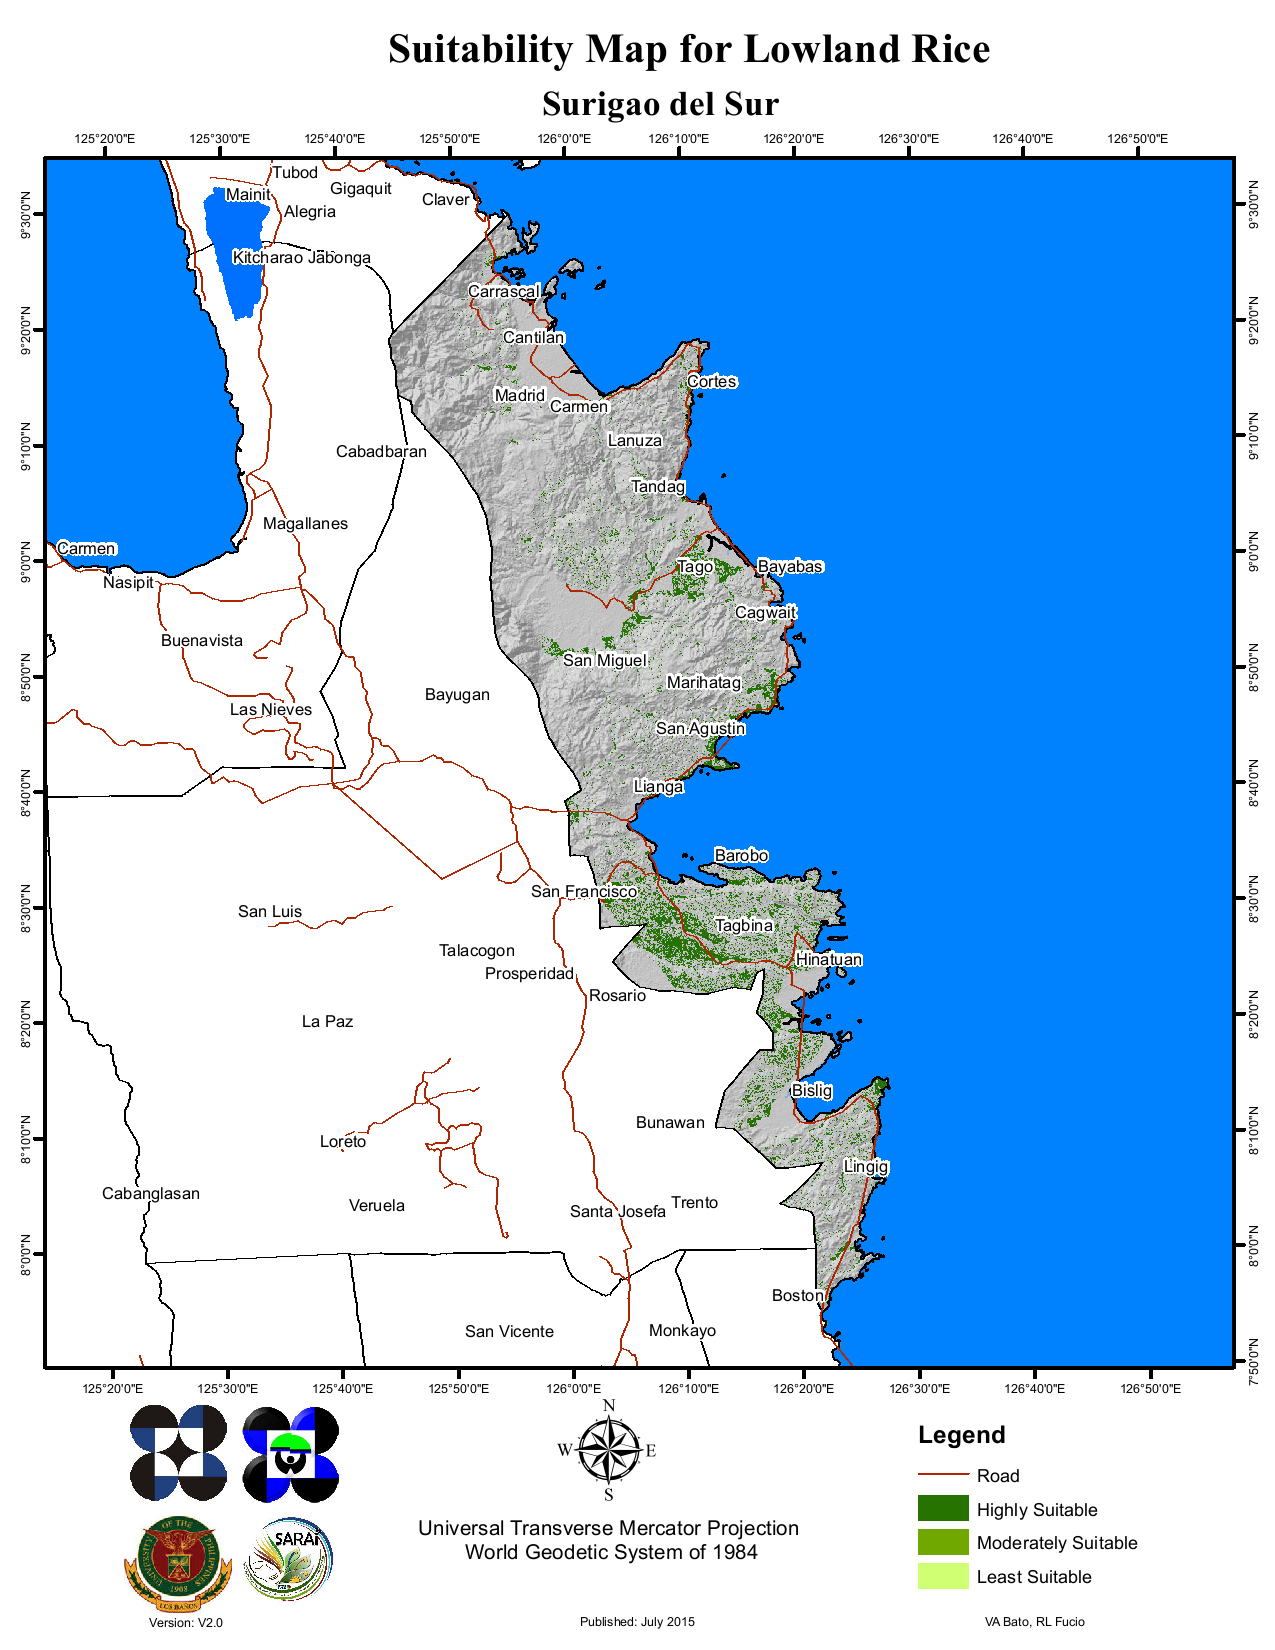 Suitability Map for Lowland Rice
Surigao del Sur
125°20'0"E 125°30'0"E 125°40'0"E 125°50'0"E 126°0'0"E 126°10'0"E 126°20'0"E 126°30'0"E 126°40'0"E 126°50'0"E
9°30'0"N 9°20'0"N 9°10'0"N 9°0'0"N 8°50'0"N 8°40'0"N 8°30'0"N 8°20'0"N 8°10'0"N 8°0'0"N
9°30'0"N 9°20'0"N 9°10'0"N 9°0'0"N 8°50'0"N 8°40'0"N 8°30'0"N 8°20'0"N 8°10'0"N 8°0'0"N 7°50'0"N
Tubod
Gigaquit
Mainit
Claver
Alegria
Kitcharao Jabonga
Carrascal
Cantilan
Cortes
Madrid
Carmen
Lanuza
Cabadbaran
Tandag
Magallanes
Carmen
Tago
Bayabas
Nasipit
Cagwait
Buenavista
San Miguel
Marihatag
Bayugan
Las Nieves
San Agustin
Lianga
Barobo
San Francisco
San Luis
Tagbina
Talacogon
Hinatuan
Prosperidad
Rosario
La Paz
Bislig
Bunawan
Loreto
Lingig
Cabanglasan
Veruela
Trento
Santa Josefa
Boston
San Vicente
Monkayo
125°20'0"E 125°30'0"E 125°40'0"E 125°50'0"E 126°0'0"E 126°10'0"E 126°20'0"E 126°30'0"E 126°40'0"E 126°50'0"E
N
W E
S
Universal Transverse Mercator Projection
World Geodetic System of 1984
Legend
Road
Highly Suitable
Moderately Suitable
Least Suitable
UNIVERSITY OF THE PHILIPPINES
1908
LOS BAÑOS
SARAI
Version: V2.0
Published: July 2015
VA Bato, RL Fucio